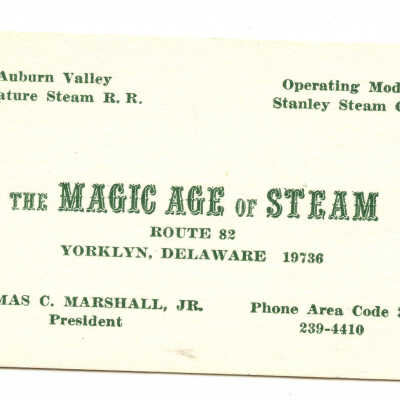 Auburn Valley
ature Steam R. R.
Operating Mod
Stanley Steam
THE MAGIC AGE OF STEAM
ROUTE 82
YORKLYN, DELAWARE 19736
MAS C. MARSHALL, JR.
President
Phone Area Code
239-4410